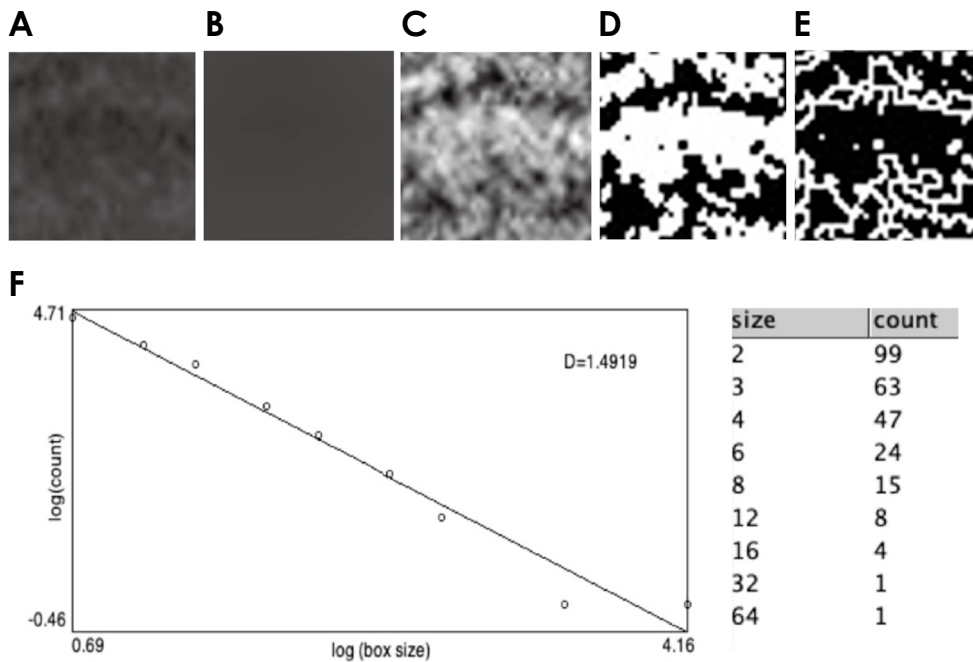 A B C D E
F
4.71
D=1.4919
log(count)
-0.46
0.69
log (box size)
4.16
size count
2 99
3 63
4 47
6 24
8 15
12 8
16 4
32 1
64 1